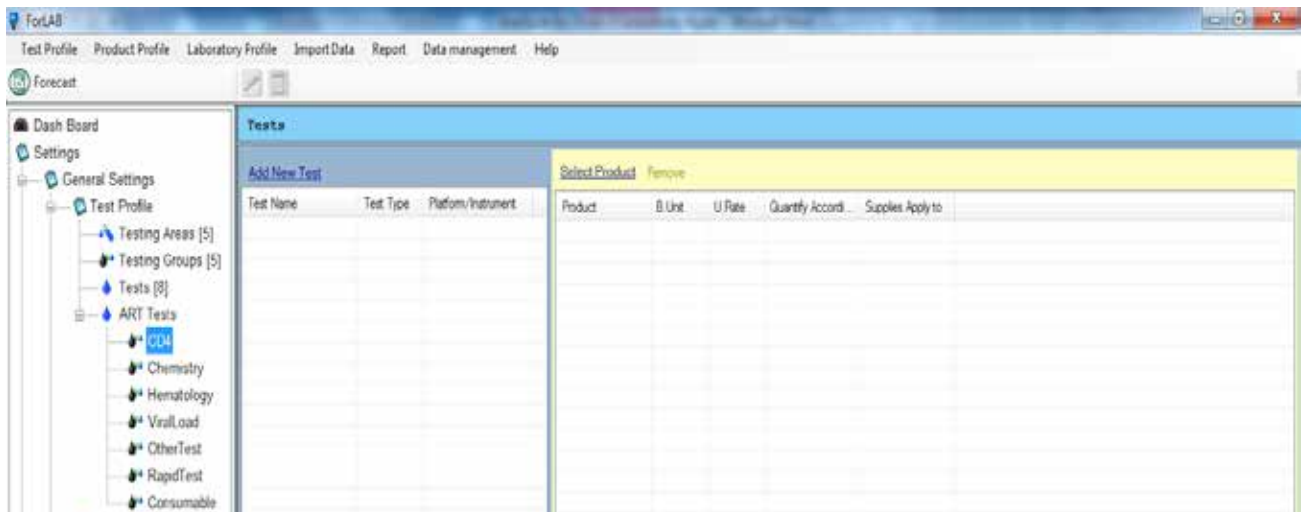 ForLAB
Test Profile Product Profile Laboratory Profile Import Data Report Data management Help
Forecast
Dash Board
Settings
General Settings
Test Profile
Testing Areas [5]
Testing Groups [5]
Tests [8]
ART Tests
CD4
Chemistry
Hematology
ViralLoad
OtherTest
RapidTest
Consumable
Tests
Add New Test
Test Name Test Type Platform/Instrument
Select Product Remove
Product B.Unit U.Rate Quantify Accordi... Supplies Apply to